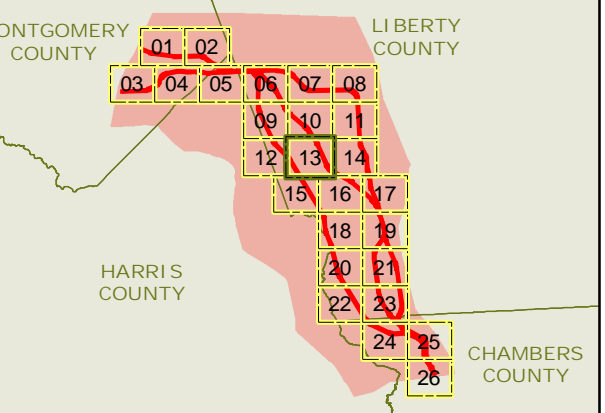 ONTGOMERY
COUNTY
LIBERTY
COUNTY
01 02
03 04 05 06 07 08
09 10 11
12 13 14
15 16 17
18 19
20 21
22 23
24 25
26
HARRIS
COUNTY
CHAMBERS
COUNTY